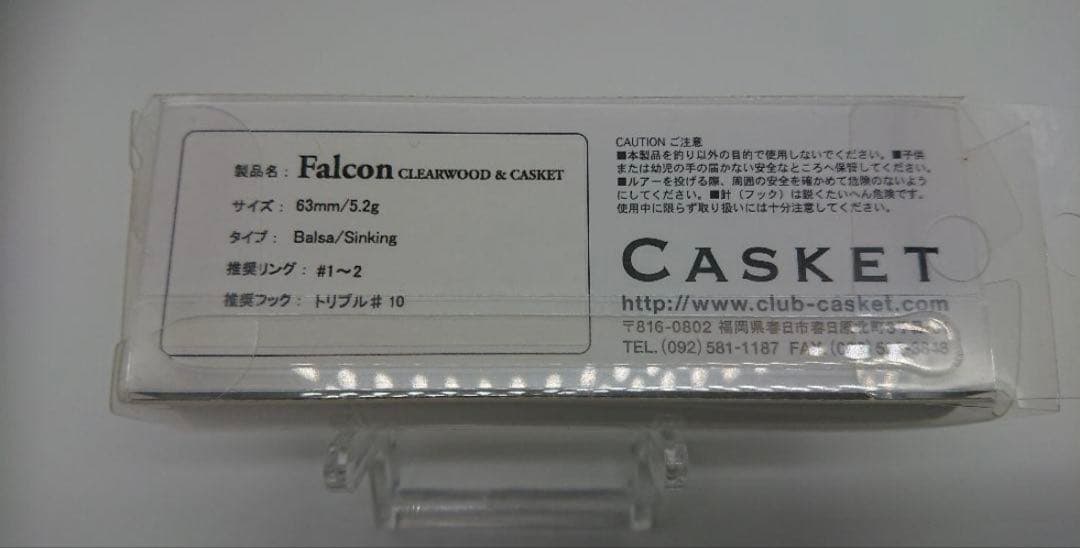 製品名： Falcon CLEARWOOD & CASKET
サイズ： 63mm/5.2g
タイプ： Balsa/Sinking
推奨リング： #1～2
推奨フック： トリプル＃10
CAUTION ご注意
■本製品を釣り以外の目的で使用しないでください。■子供
または幼児の手の届かない安全なところへ保管してください。
■ルアーを投げる際、周囲の安全を確かめて危険のないよう
にしてください。■針（フック）は鋭くたいへん危険です。
使用中に限らず取り扱いには十分注意してください。
CASKET
http://www.club-casket.com
〒816-0802 福岡県春日市春日原北町
TEL.(092)581-1187 FAX